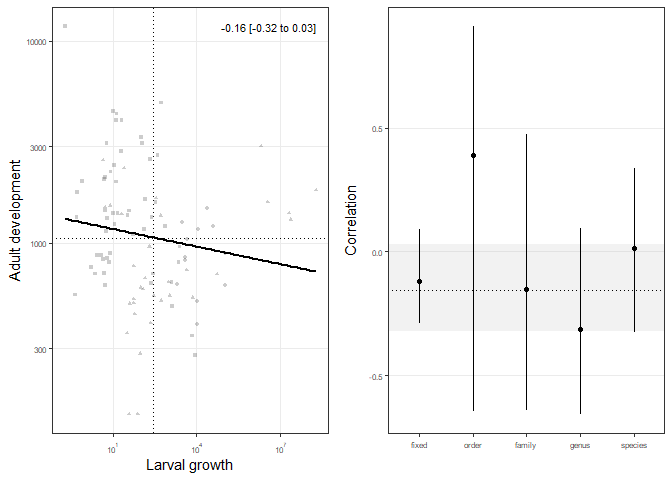 -0.16 [-0.32 to 0.03]
10000
3000
1000
300
Adult development
10¹ 10⁴ 10⁷
Larval growth
Correlation
0.5
0.0
-0.5
fixed order family genus species